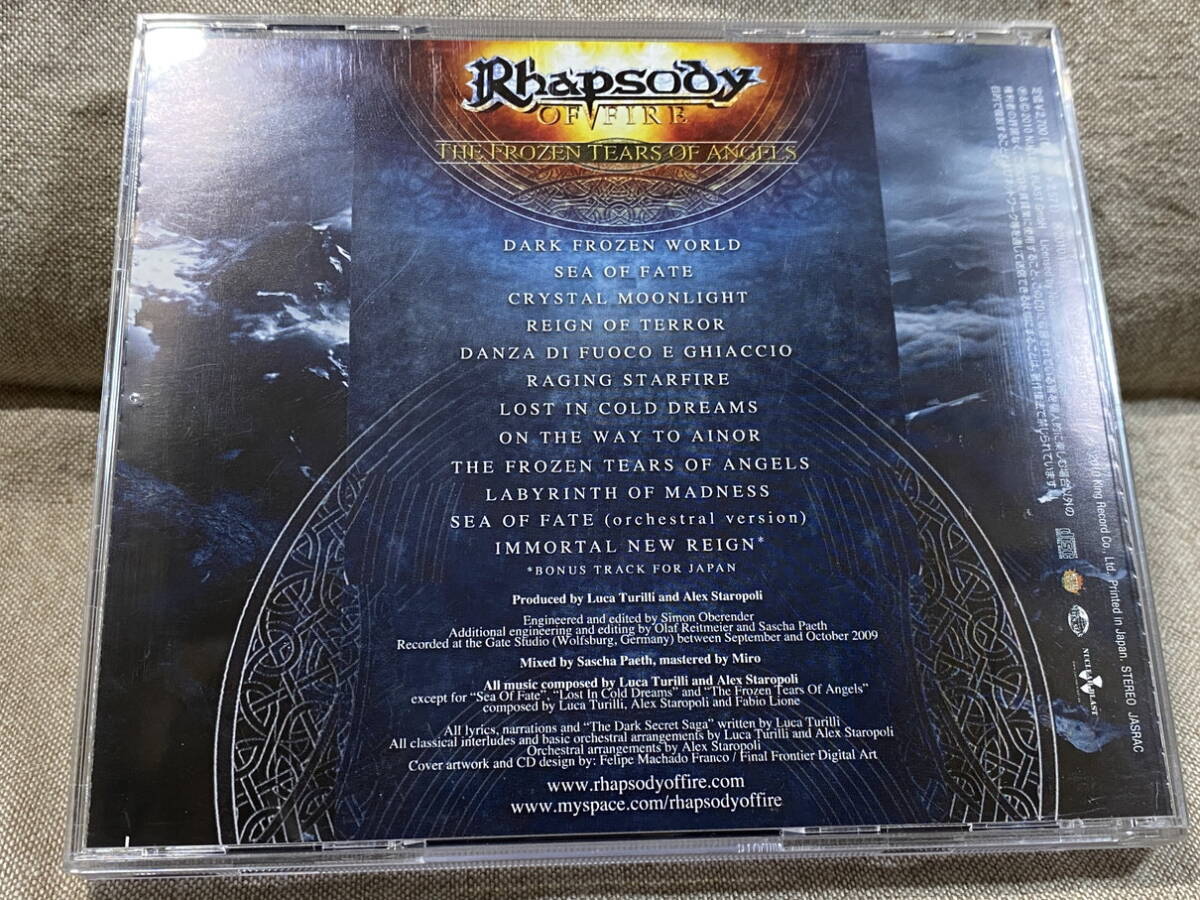 Rhapsody
OF FIRE
THE FROZEN TEARS OF ANGELS
DARK FROZEN WORLD
SEA OF FATE
CRYSTAL MOONLIGHT
REIGN OF TERROR
DANZA DI FUOCO E GHIACCIO
RAGING STARFIRE
LOST IN COLD DREAMS
ON THE WAY TO AINOR
THE FROZEN TEARS OF ANGELS
LABYRINTH OF MADNESS
SEA OF FATE (orchestral version)
IMMORTAL NEW REIGN*
*BONUS TRACK FOR JAPAN
Produced by Luca Turilli and Alex Staropoli
Engineered and edited by Simon Oberender
Additional engineering and editing by Olaf Reitmeier and Sascha Paeth
Recorded at the Gate Studio (Wolfsburg, Germany) between September and October 2009
Mixed by Sascha Paeth, mastered by Miro
All music composed by Luca Turilli and Alex Staropoli
except for "Sea Of Fate", "Lost In Cold Dreams" and "The Frozen Tears Of Angels"
composed by Luca Turilli, Alex Staropoli and Fabio Lione
All lyrics, narrations and "The Dark Secret Saga" written by Luca Turilli
All classical interludes and basic orchestral arrangements by Luca Turilli and Alex Staropoli
Orchestral arrangements by Alex Staropoli
Cover artwork and CD design by: Felipe Machado Franco / Final Frontier Digital Art
www.rhapsodyoffire.com
www.myspace.com/rhapsodyoffire
2010 King Record Co., Ltd. Printed in Japan. STEREO JASRAC